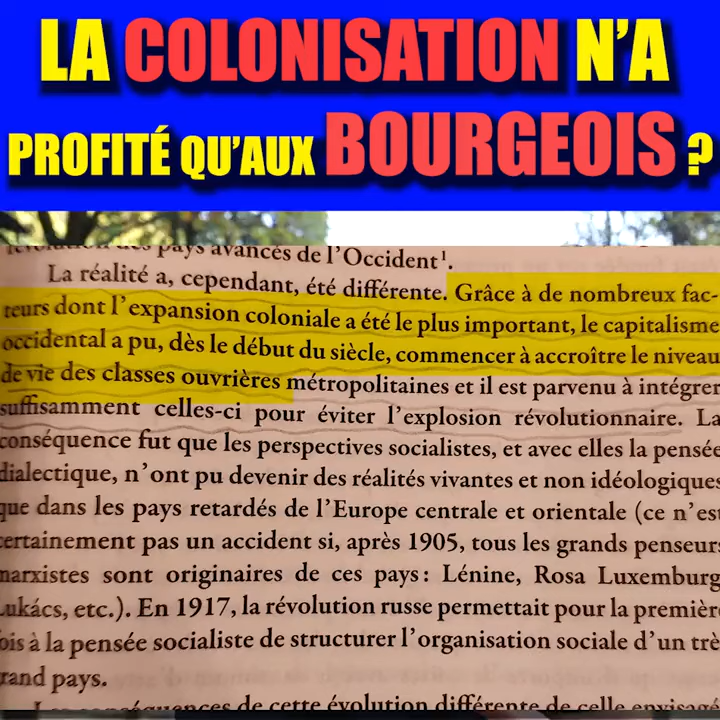 LA COLONISATION N'A
PROFITÉ QU'AUX BOURGEOIS ?
des pays avancés de l'Occident¹.
La réalité a, cependant, été différente. Grâce à de nombreux fac-
teurs dont l'expansion coloniale a été le plus important, le capitalisme
occidental a pu, dès le début du siècle, commencer à accroître le niveau
de vie des classes ouvrières métropolitaines et il est parvenu à intégrer
suffisamment celles-ci pour éviter l'explosion révolutionnaire. La
conséquence fut que les perspectives socialistes, et avec elles la pensée
dialectique, n'ont pu devenir des réalités vivantes et non idéologiques
que dans les pays retardés de l'Europe centrale et orientale (ce n'est
certainement pas un accident si, après 1905, tous les grands penseurs
marxistes sont originaires de ces pays : Lénine, Rosa Luxemburg
Lukács, etc.). En 1917, la révolution russe permettait pour la première
fois à la pensée socialiste de structurer l'organisation sociale d'un trè
grand pays.
Les conséquences de cette évolution différente de celle envisagé